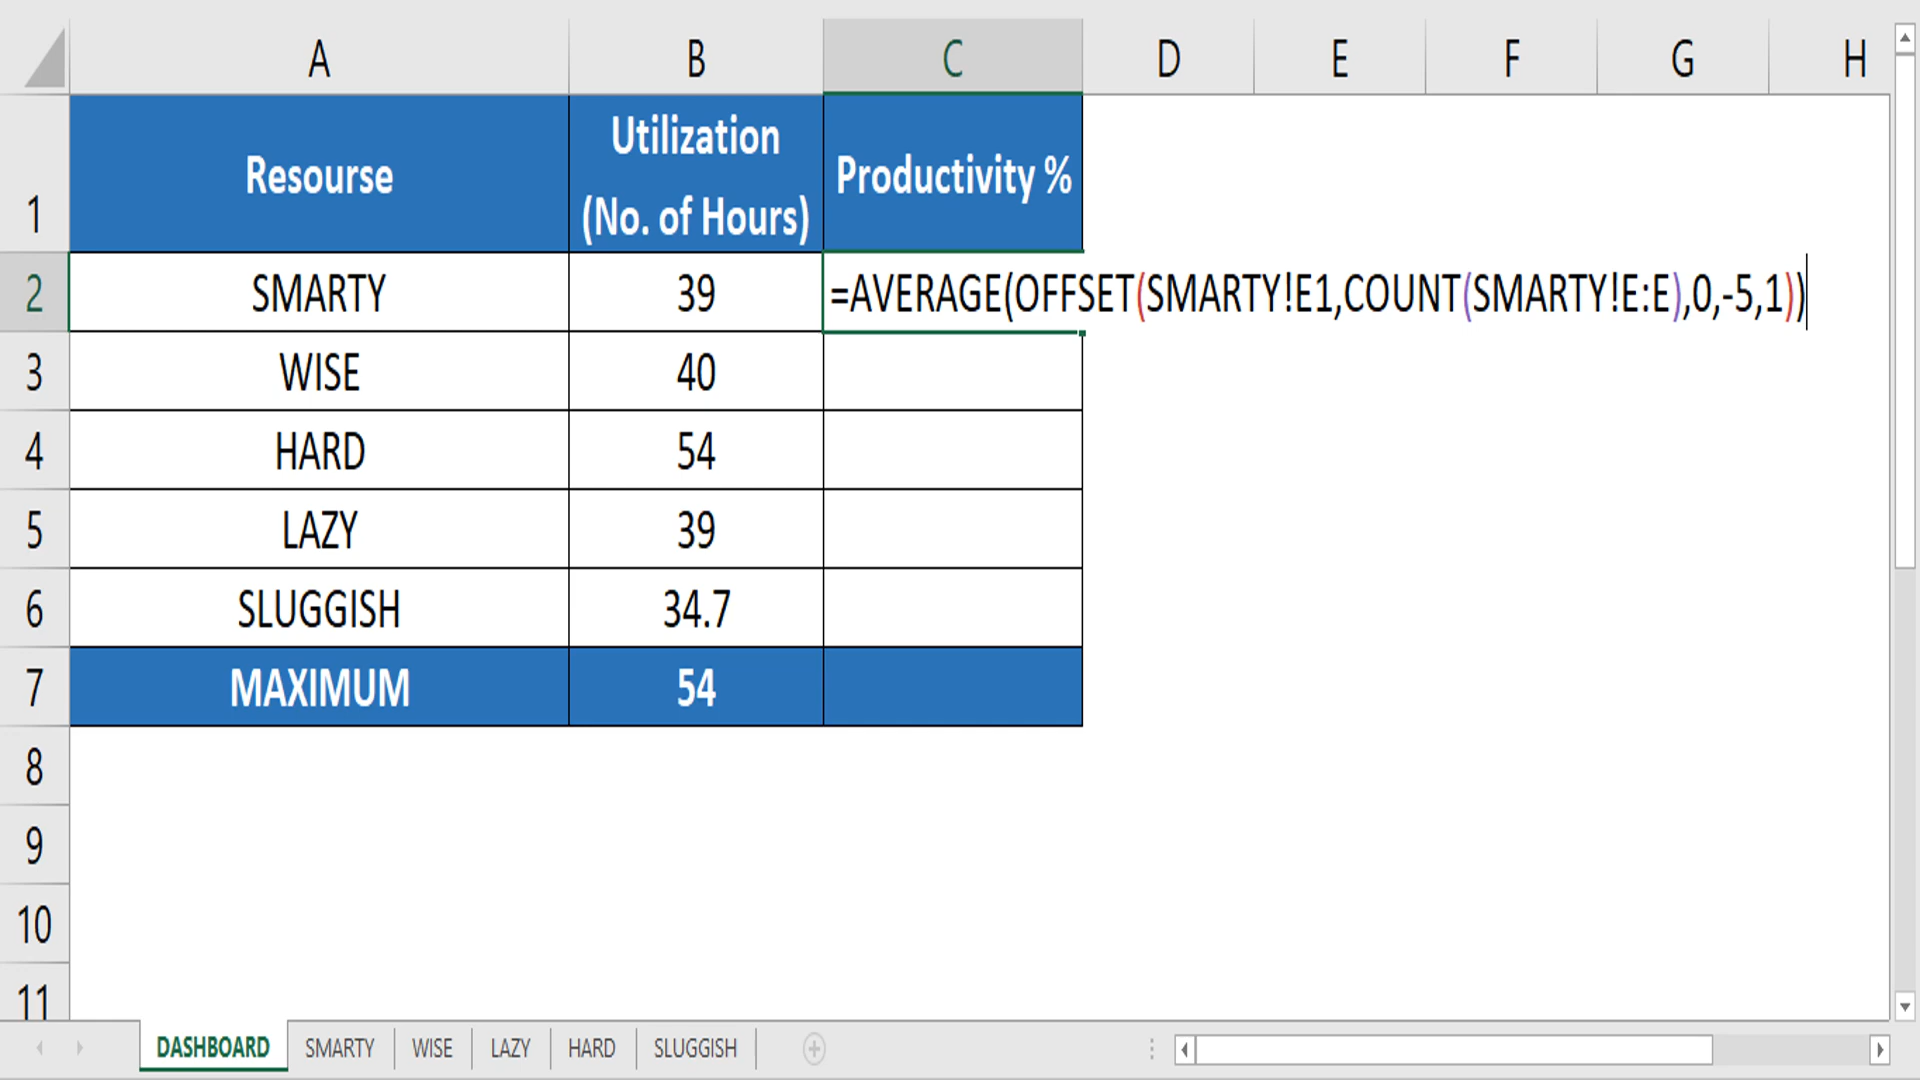 A B C D E F G H
1 Resourse Utilization (No. of Hours) Productivity %
2 SMARTY 39 =AVERAGE(OFFSET(SMARTY!E1,COUNT(SMARTY!E:E),0,-5,1))
3 WISE 40
4 HARD 54
5 LAZY 39
6 SLUGGISH 34.7
7 MAXIMUM 54
8
9
10
11
DASHBOARD SMARTY WISE LAZY HARD SLUGGISH